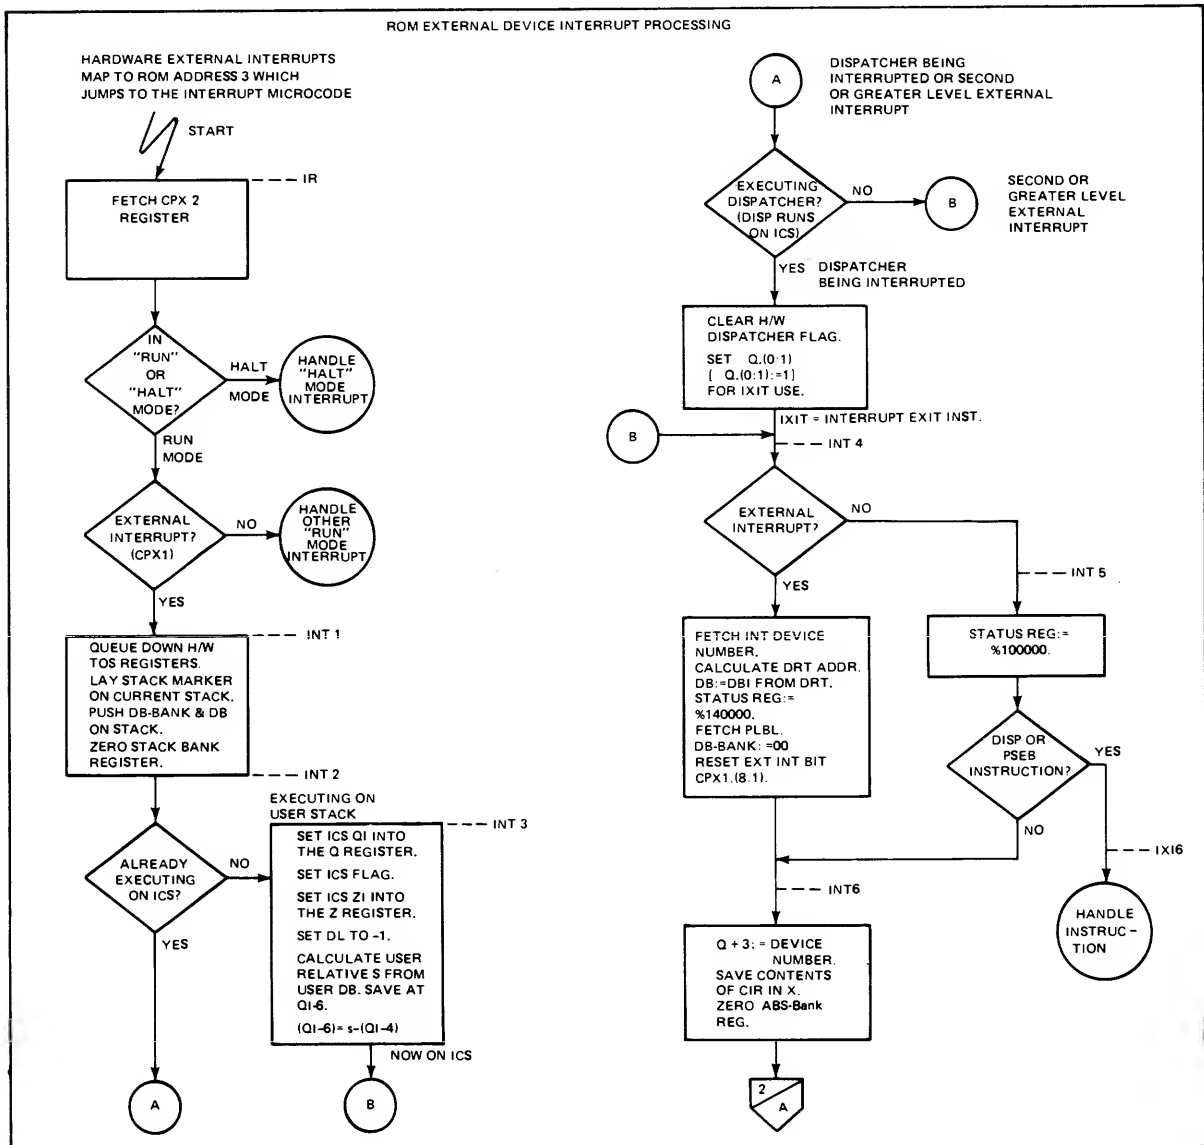 ROM EXTERNAL DEVICE INTERRUPT PROCESSING
HARDWARE EXTERNAL INTERRUPTS
MAP TO ROM ADDRESS 3 WHICH
JUMPS TO THE INTERRUPT MICROCODE
START
IR
FETCH CPX 2
REGISTER
IN
"RUN"
OR
"HALT"
MODE?
HALT
MODE
HANDLE
"HALT"
MODE
INTERRUPT
RUN
MODE
EXTERNAL
INTERRUPT?
(CPX1)
NO
HANDLE
OTHER
"RUN"
MODE
INTERRUPT
YES
INT 1
QUEUE DOWN H/W
TOS REGISTERS.
LAY STACK MARKER
ON CURRENT STACK.
PUSH DB-BANK & DB
ON STACK.
ZERO STACK BANK
REGISTER.
INT 2
ALREADY
EXECUTING
ON ICS?
NO
YES
A
EXECUTING ON
USER STACK
INT 3
SET ICS QI INTO
THE Q REGISTER.
SET ICS FLAG.
SET ICS ZI INTO
THE Z REGISTER.
SET DL TO -1.
CALCULATE USER
RELATIVE S FROM
USER DB. SAVE AT
QI-6.
(QI-6)= s-(QI-4)
NOW ON ICS
B
A
DISPATCHER BEING
INTERRUPTED OR SECOND
OR GREATER LEVEL EXTERNAL
INTERRUPT
EXECUTING
DISPATCHER?
(DISP RUNS
ON ICS)
NO
B
SECOND OR
GREATER LEVEL
EXTERNAL
INTERRUPT
YES
DISPATCHER
BEING INTERRUPTED
CLEAR H/W
DISPATCHER FLAG.
SET Q.(0:1)
[ Q.(0:1):=1]
FOR IXIT USE.
IXIT = INTERRUPT EXIT INST.
B
INT 4
EXTERNAL
INTERRUPT?
NO
YES
INT 5
FETCH INT DEVICE
NUMBER.
CALCULATE DRT ADDR.
DB:=DBI FROM DRT.
STATUS REG:=
%140000.
FETCH PLBL.
DB-BANK: =00
RESET EXT INT BIT
CPX1.(8.1).
STATUS REG:=
%100000.
DISP OR
PSEB
INSTRUCTION?
YES
NO
IXI6
HANDLE
INSTRUC-
TION
INT6
Q + 3: = DEVICE
NUMBER.
SAVE CONTENTS
OF CIR IN X.
ZERO ABS-Bank
REG.
2
A